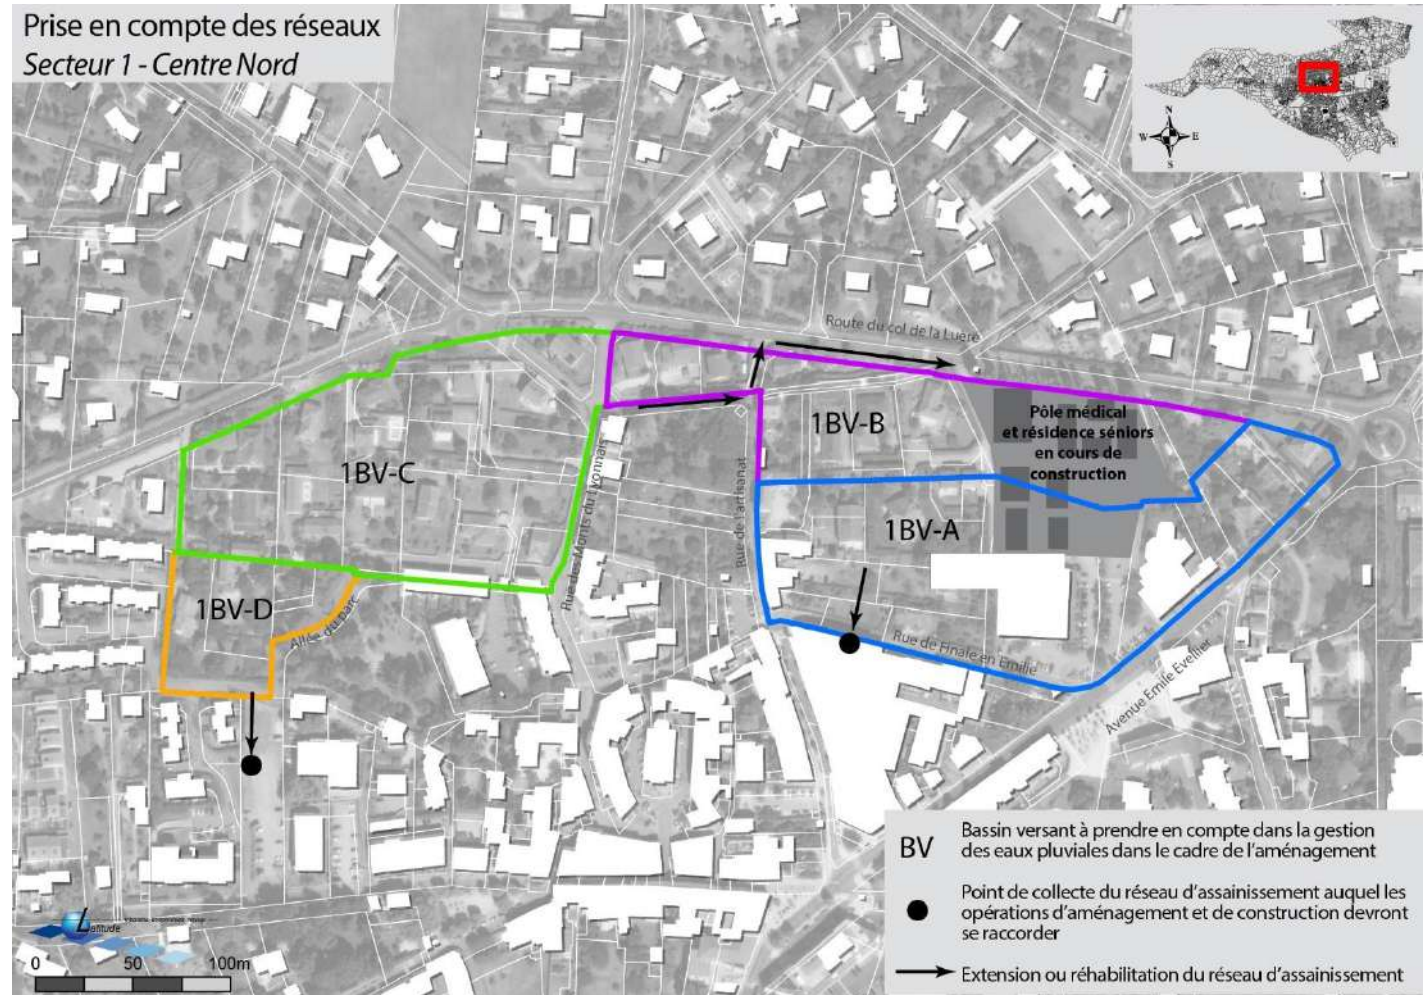 Prise en compte des réseaux
Secteur 1 - Centre Nord
N
W E
S
Route du col de la Luère
Pôle médical
et résidence séniors
en cours de
construction
1BV-B
1BV-C
1BV-A
1BV-D
Rue des Monts du Lyonnais
Rue de l'artisanat
Allée du parc
Rue de Finale en Emilie
Avenue Emile Evellier
BV Bassin versant à prendre en compte dans la gestion
des eaux pluviales dans le cadre de l'aménagement
Point de collecte du réseau d'assainissement auquel les
opérations d'aménagement et de construction devront
se raccorder
Extension ou réhabilitation du réseau d'assainissement
Latitude
0 50 100m